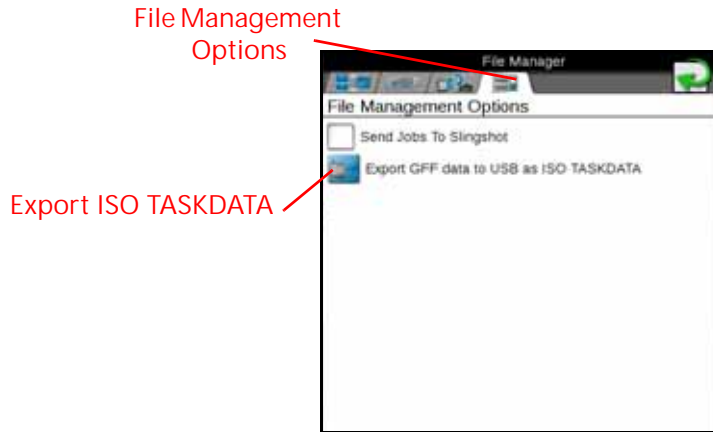 File Management
Options
File Manager
File Management Options
Send Jobs To Slingshot
Export GFF data to USB as ISO TASKDATA
Export ISO TASKDATA